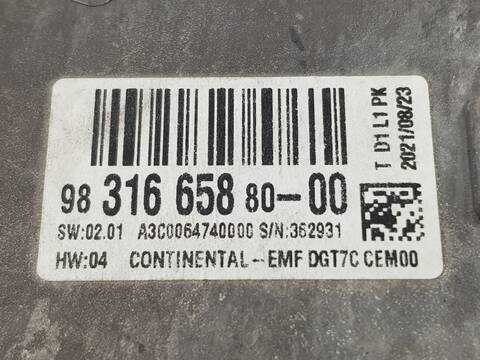 98 316 658 80-00
SW:02.01 A3C0064740000 S/N:362931
HW:04 CONTINENTAL-EMF DGT7C CEM00
T D1 L1 PK
2021/08/23